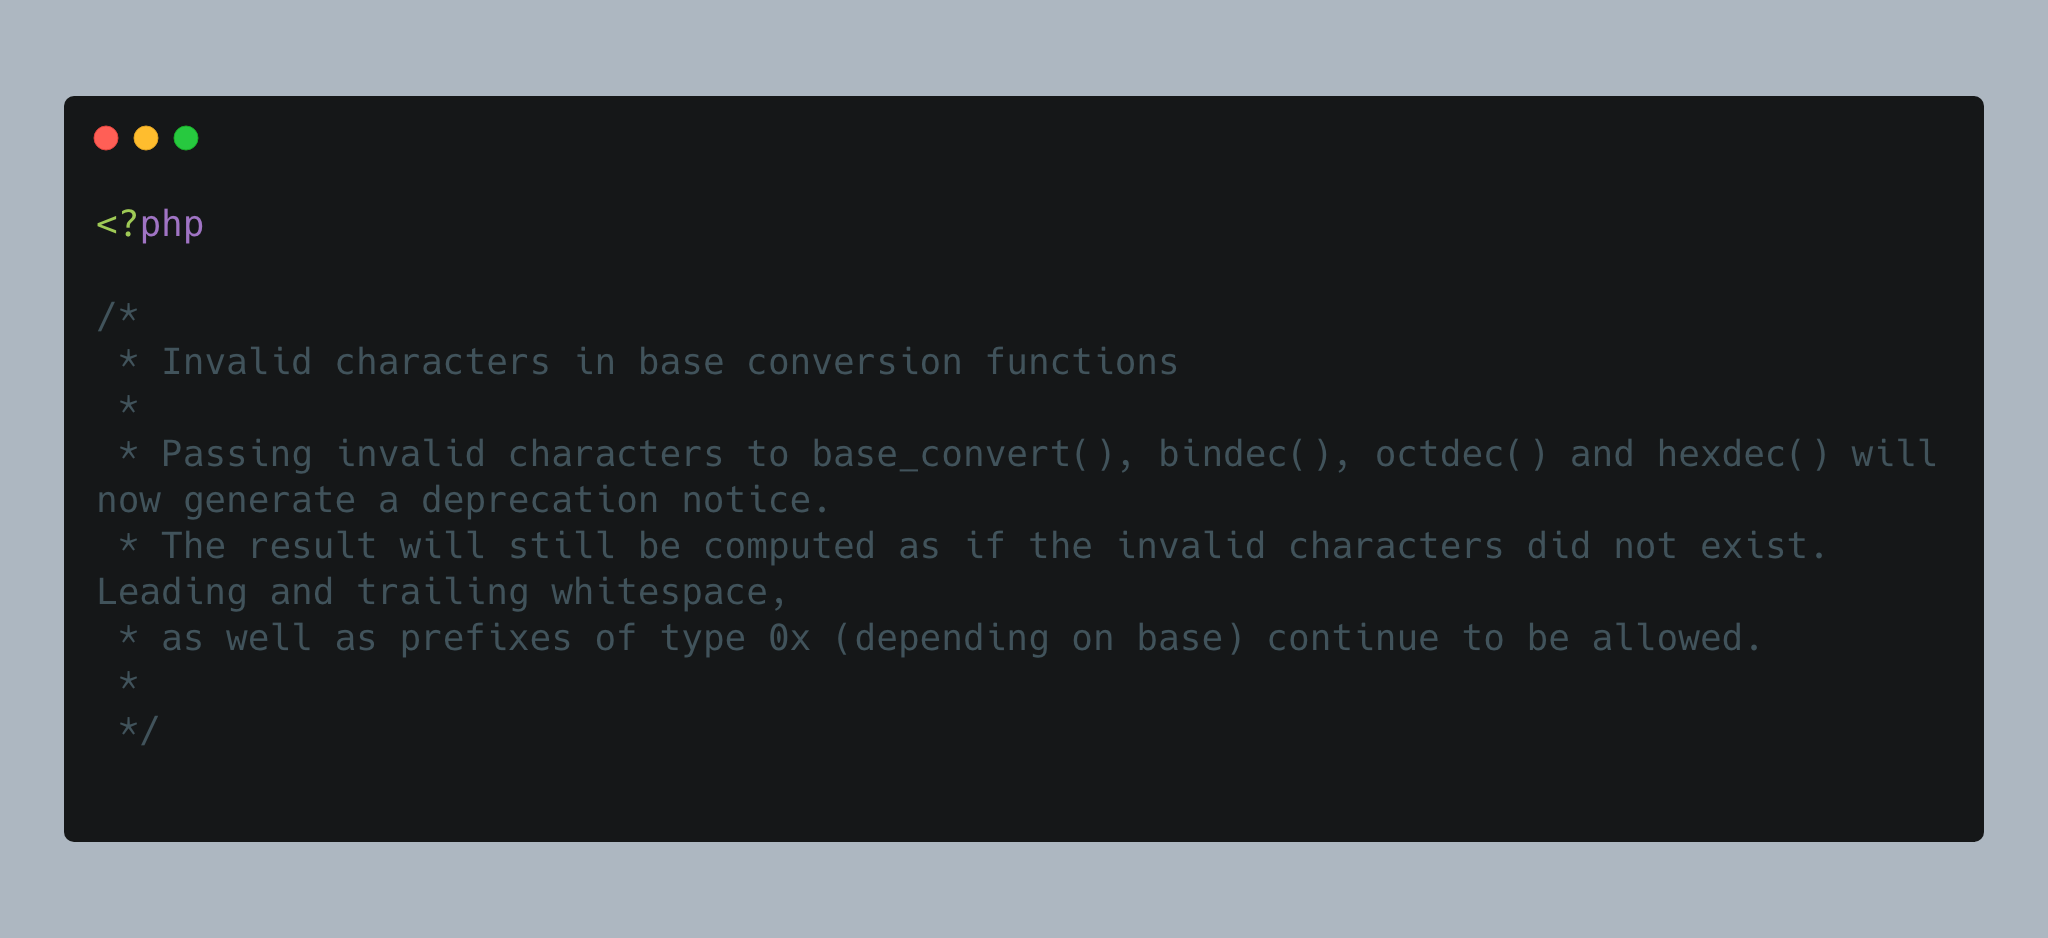 <?php

/*
 * Invalid characters in base conversion functions
 *
 * Passing invalid characters to base_convert(), bindec(), octdec() and hexdec() will
now generate a deprecation notice.
 * The result will still be computed as if the invalid characters did not exist.
Leading and trailing whitespace,
 * as well as prefixes of type 0x (depending on base) continue to be allowed.
 *
 */